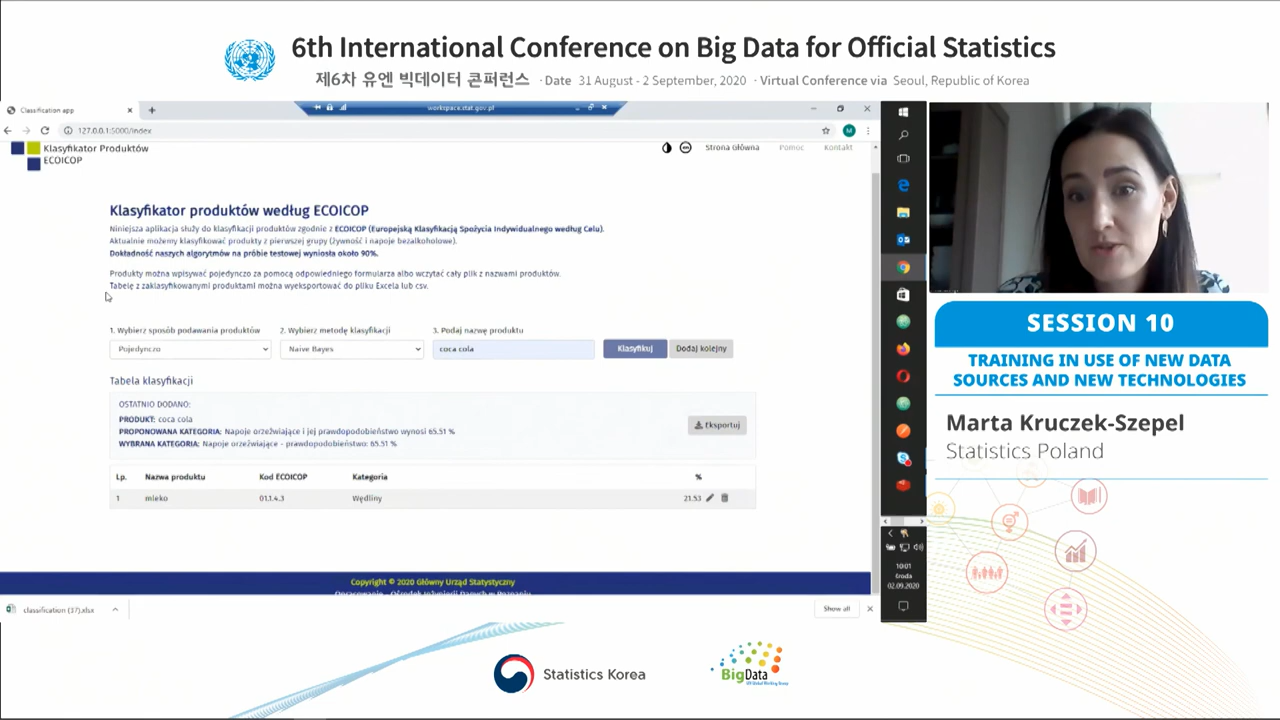 6th International Conference on Big Data for Official Statistics
제6차 유엔 빅데이터 콘퍼런스 · Date 31 August - 2 September, 2020 · Virtual Conference via Seoul, Republic of Korea
Classification app
workspace.stat.gov.pl
127.0.0.1:5000/index
M
Klasyfikator Produktów
ECOICOP
Strona Główna Pomoc Kontakt
Klasyfikator produktów według ECOICOP
Niniejsza aplikacja służy do klasyfikacji produktów zgodnie z ECOICOP (Europejską Klasyfikacją Spożycia Indywidualnego według Celu).
Aktualnie możemy klasyfikować produkty z pierwszej grupy (żywność i napoje bezalkoholowe).
Dokładność naszych algorytmów na próbie testowej wyniosła około 90%.
Produkty można wpisywać pojedynczo za pomocą odpowiedniego formularza albo wczytać cały plik z nazwami produktów.
Tabelę z zaklasyfikowanymi produktami można wyeksportować do pliku Excela lub csv.
1. Wybierz sposób podawania produktów 2. Wybierz metodę klasyfikacji 3. Podaj nazwę produktu
Pojedynczo Naive Bayes coca cola Klasyfikuj Dodaj kolejny
Tabela klasyfikacji
OSTATNIO DODANO:
PRODUKT: coca cola
PROPONOWANA KATEGORIA: Napoje orzeźwiające i jej prawdopodobieństwo wynosi 65.51 %
WYBRANA KATEGORIA: Napoje orzeźwiające - prawdopodobieństwo: 65.51 %
Eksportuj
Lp. Nazwa produktu Kod ECOICOP Kategoria %
1 mleko 01.1.4.3 Wędliny 21.53
Copyright © 2020 Główny Urząd Statystyczny
Opracowanie - Ośrodek Inżynierii Danych w Poznaniu
classification (37).xlsx
Show all
10:01
środa
02.09.2020
SESSION 10
TRAINING IN USE OF NEW DATA
SOURCES AND NEW TECHNOLOGIES
Marta Kruczek-Szepel
Statistics Poland
Statistics Korea
BigData